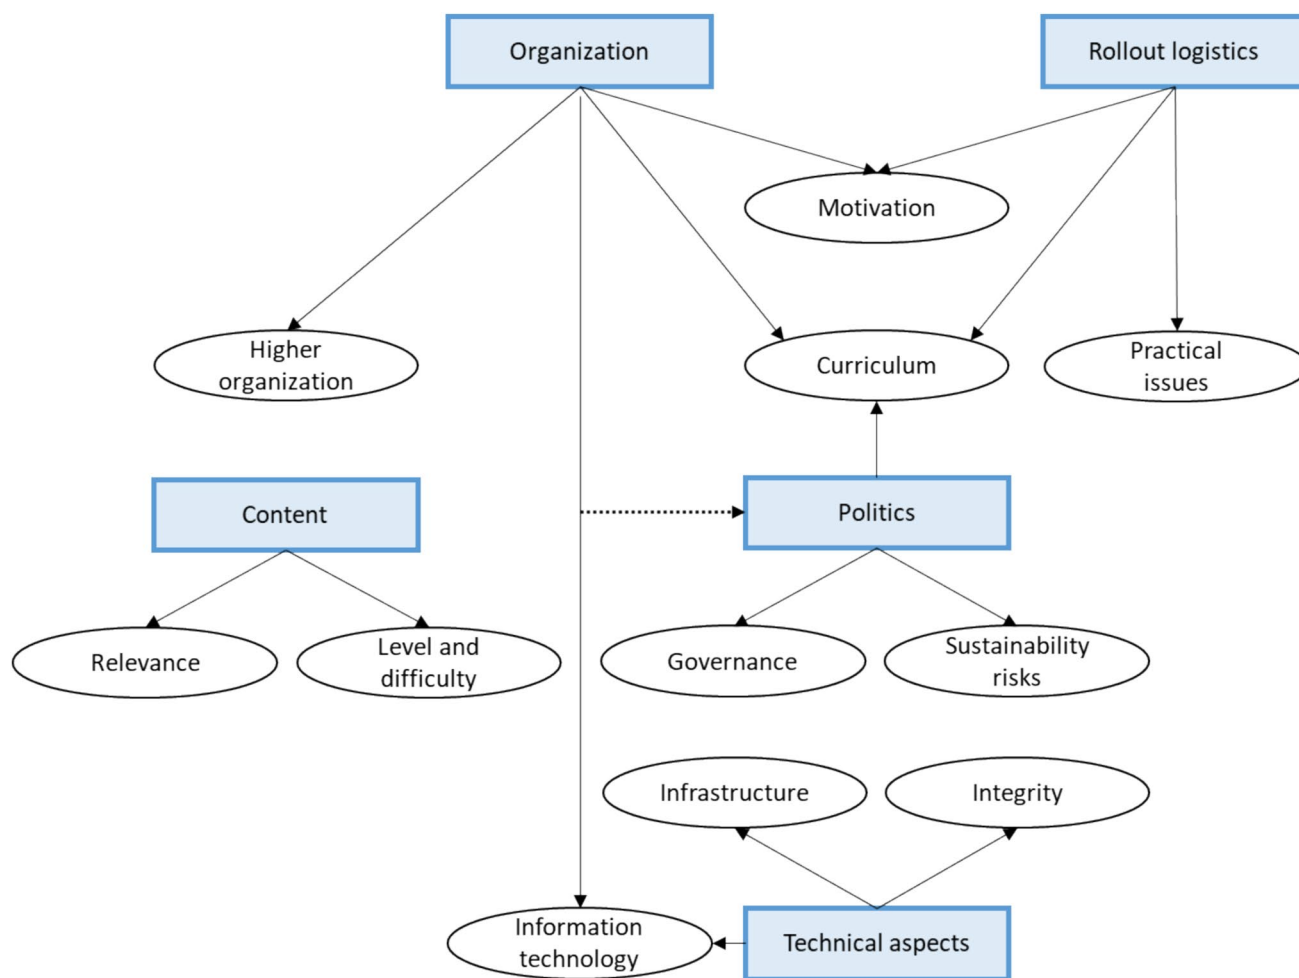 Organization
Rollout logistics
Motivation
Higher
organization
Curriculum
Practical
issues
Content
Politics
Relevance
Level and
difficulty
Governance
Sustainability
risks
Infrastructure
Integrity
Information
technology
Technical aspects